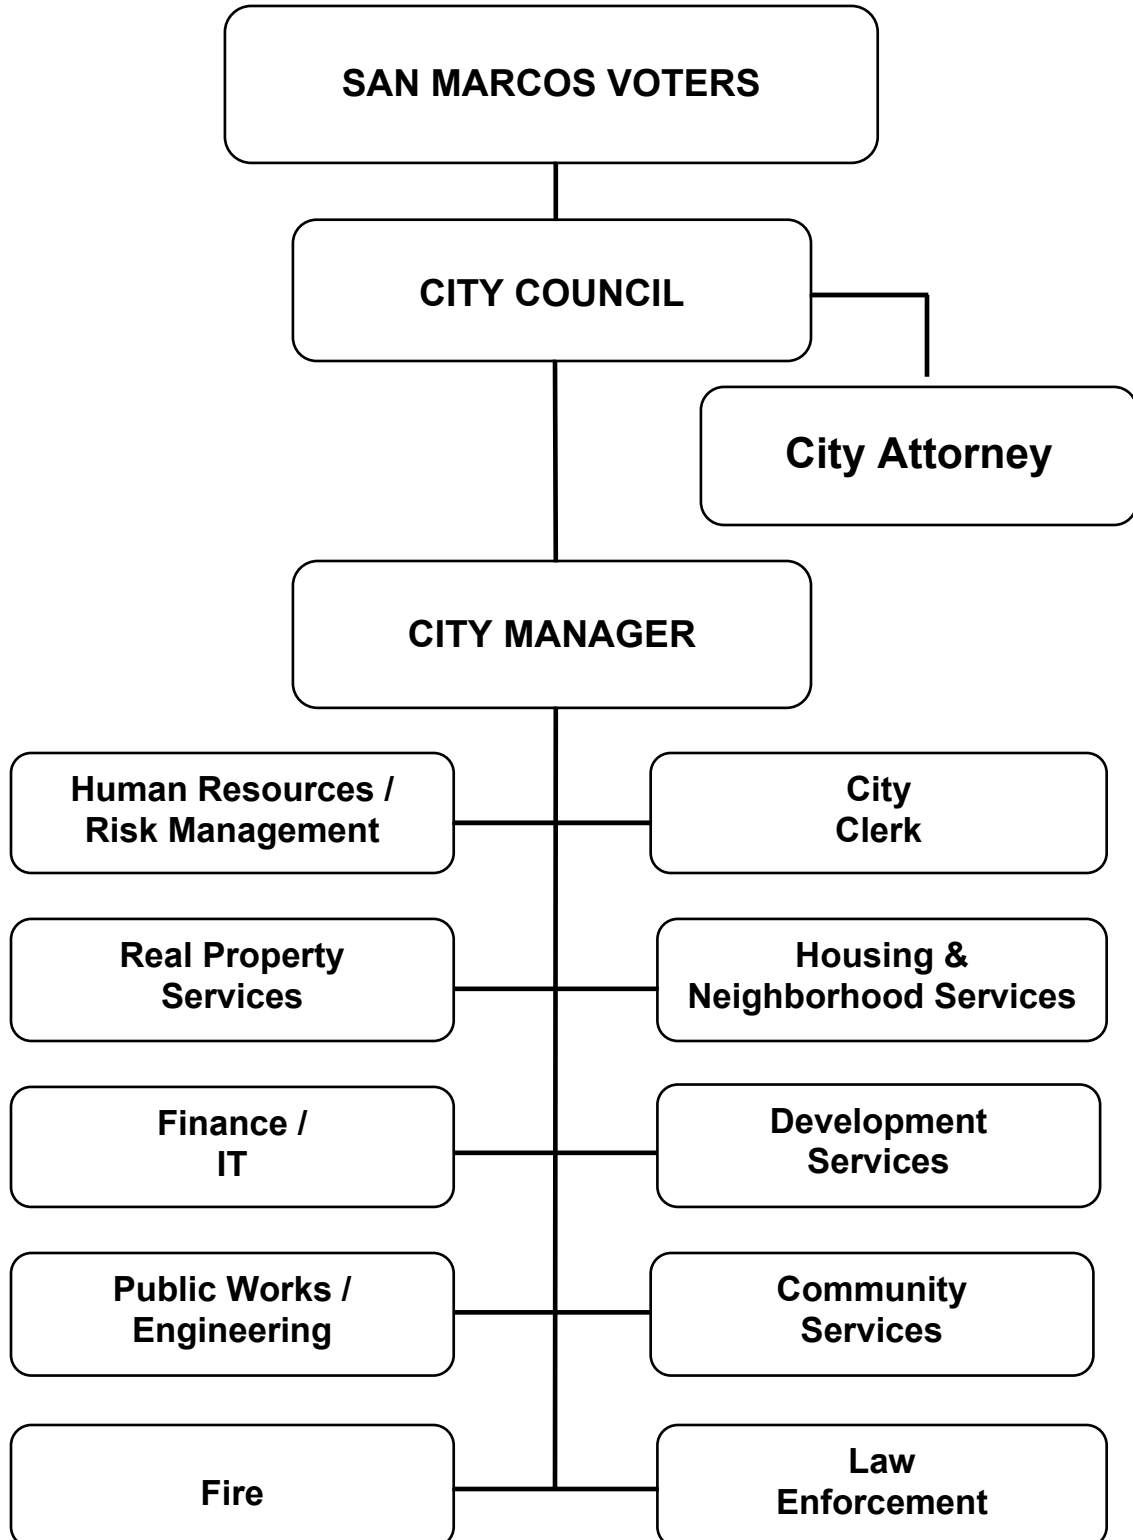 SAN MARCOS VOTERS
CITY COUNCIL
City Attorney
CITY MANAGER
Human Resources /
Risk Management
City
Clerk
Real Property
Services
Housing &
Neighborhood Services
Finance /
IT
Development
Services
Public Works /
Engineering
Community
Services
Fire
Law
Enforcement